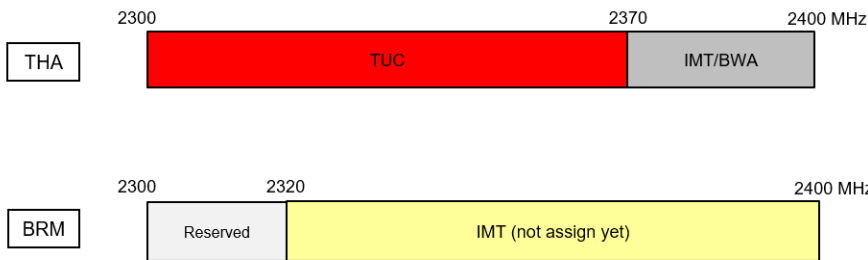 2300 2370 2400 MHz
THA TUC IMT/BWA
2300 2320 2400 MHz
BRM Reserved IMT (not assign yet)